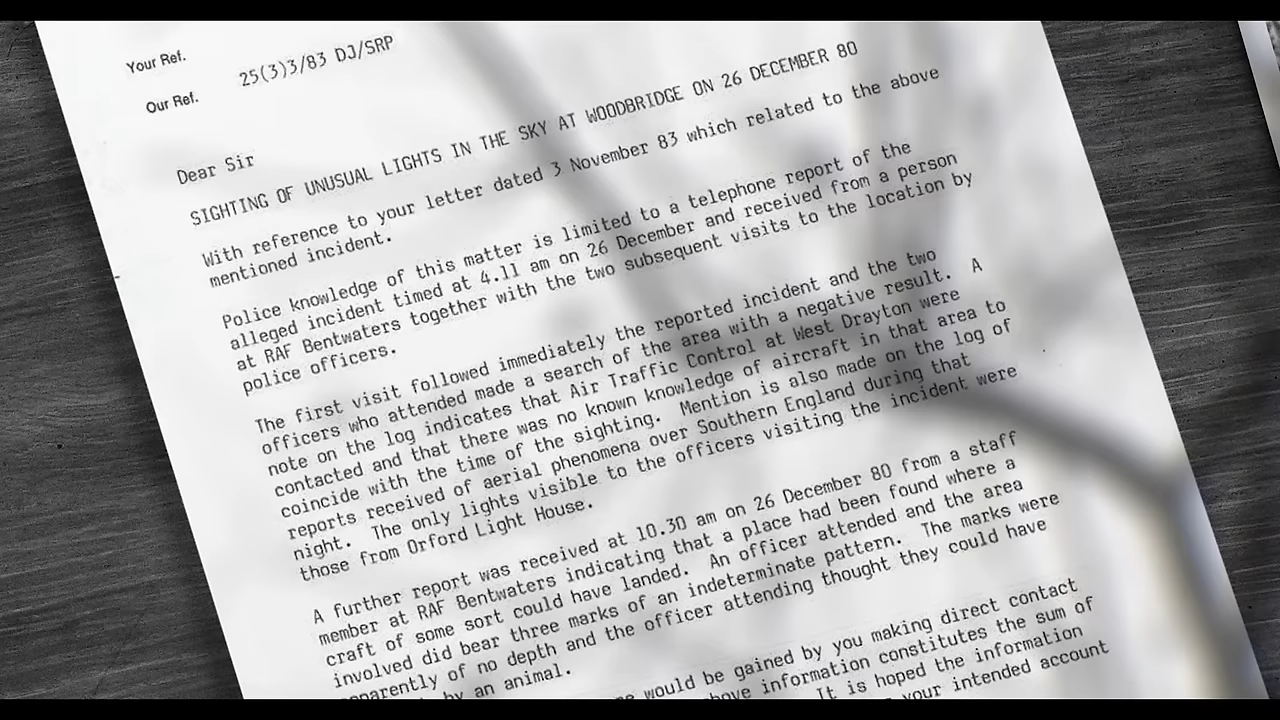 Your Ref.
Our Ref. 25(3)3/83 DJ/SRP
Dear Sir
SIGHTING OF UNUSUAL LIGHTS IN THE SKY AT WOODBRIDGE ON 26 DECEMBER 80
With reference to your letter dated 3 November 83 which related to the above
mentioned incident.
Police knowledge of this matter is limited to a telephone report of the
alleged incident timed at 4.11 am on 26 December and received from a person
at RAF Bentwaters together with the two subsequent visits to the location by
police officers.
The first visit followed immediately the reported incident and the two
officers who attended made a search of the area with a negative result. A
note on the log indicates that Air Traffic Control at West Drayton were
contacted and that there was no known knowledge of aircraft in that area to
coincide with the time of the sighting. Mention is also made on the log of
reports received of aerial phenomena over Southern England during that
night. The only lights visible to the officers visiting the incident were
those from Orford Light House.
A further report was received at 10.30 am on 26 December 80 from a staff
member at RAF Bentwaters indicating that a place had been found where a
craft of some sort could have landed. An officer attended and the area
involved did bear three marks of an indeterminate pattern. The marks were
apparently of no depth and the officer attending thought they could have
by an animal.
would be gained by you making direct contact
above information constitutes the sum of
It is hoped the information
your intended account